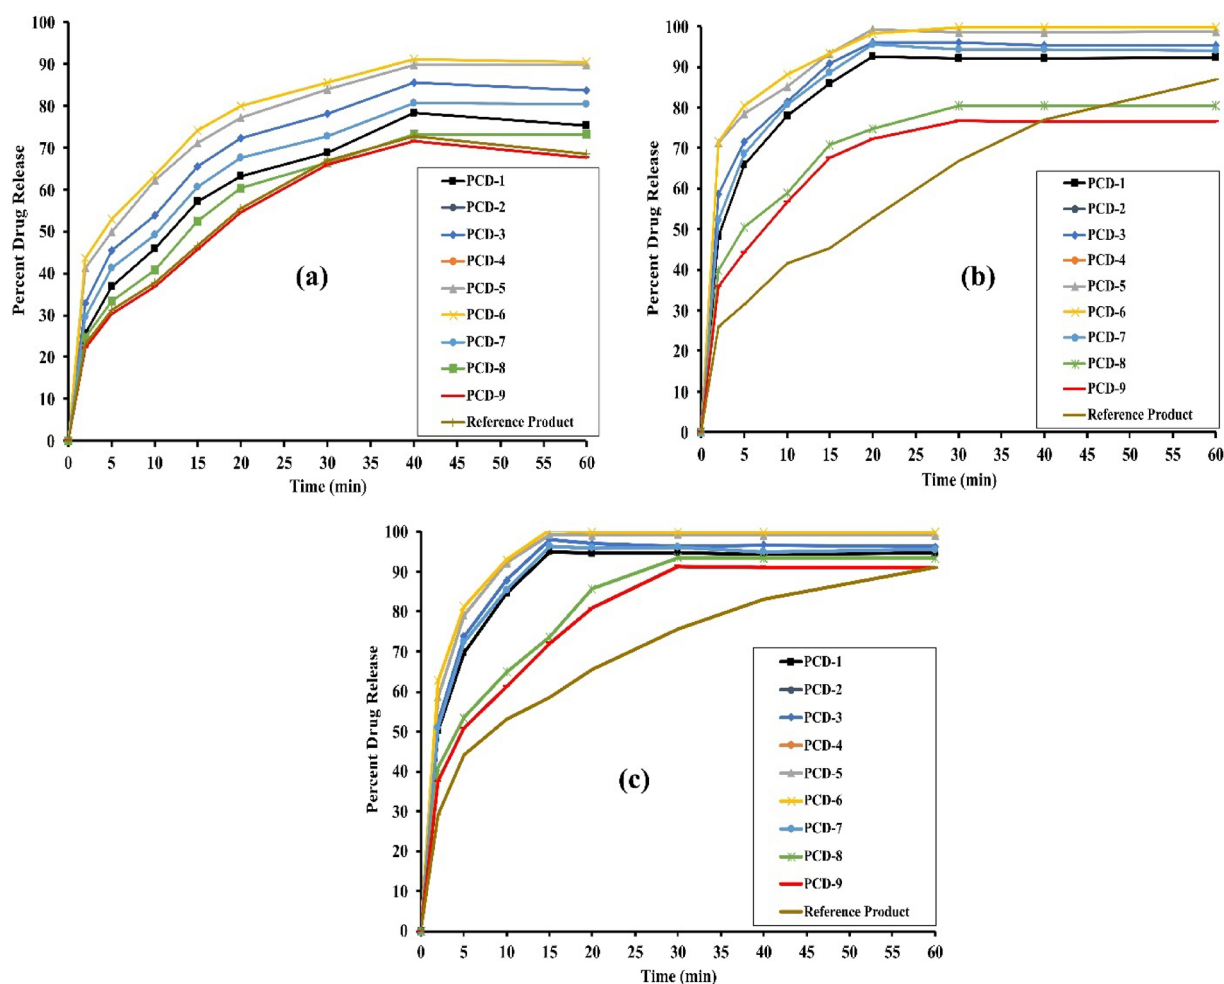 100
90
80
70
60
50
40
30
20
10
0
Percent Drug Release
(a)
PCD-1
PCD-2
PCD-3
PCD-4
PCD-5
PCD-6
PCD-7
PCD-8
PCD-9
Reference Product
0 5 10 15 20 25 30 35 40 45 50 55 60
Time (min)
100
90
80
70
60
50
40
30
20
10
0
Percent Drug Release
(b)
PCD-1
PCD-2
PCD-3
PCD-4
PCD-5
PCD-6
PCD-7
PCD-8
PCD-9
Reference Product
0 5 10 15 20 25 30 35 40 45 50 55 60
Time (min)
100
90
80
70
60
50
40
30
20
10
0
Percent Drug Release
(c)
PCD-1
PCD-2
PCD-3
PCD-4
PCD-5
PCD-6
PCD-7
PCD-8
PCD-9
Reference Product
0 5 10 15 20 25 30 35 40 45 50 55 60
Time (min)